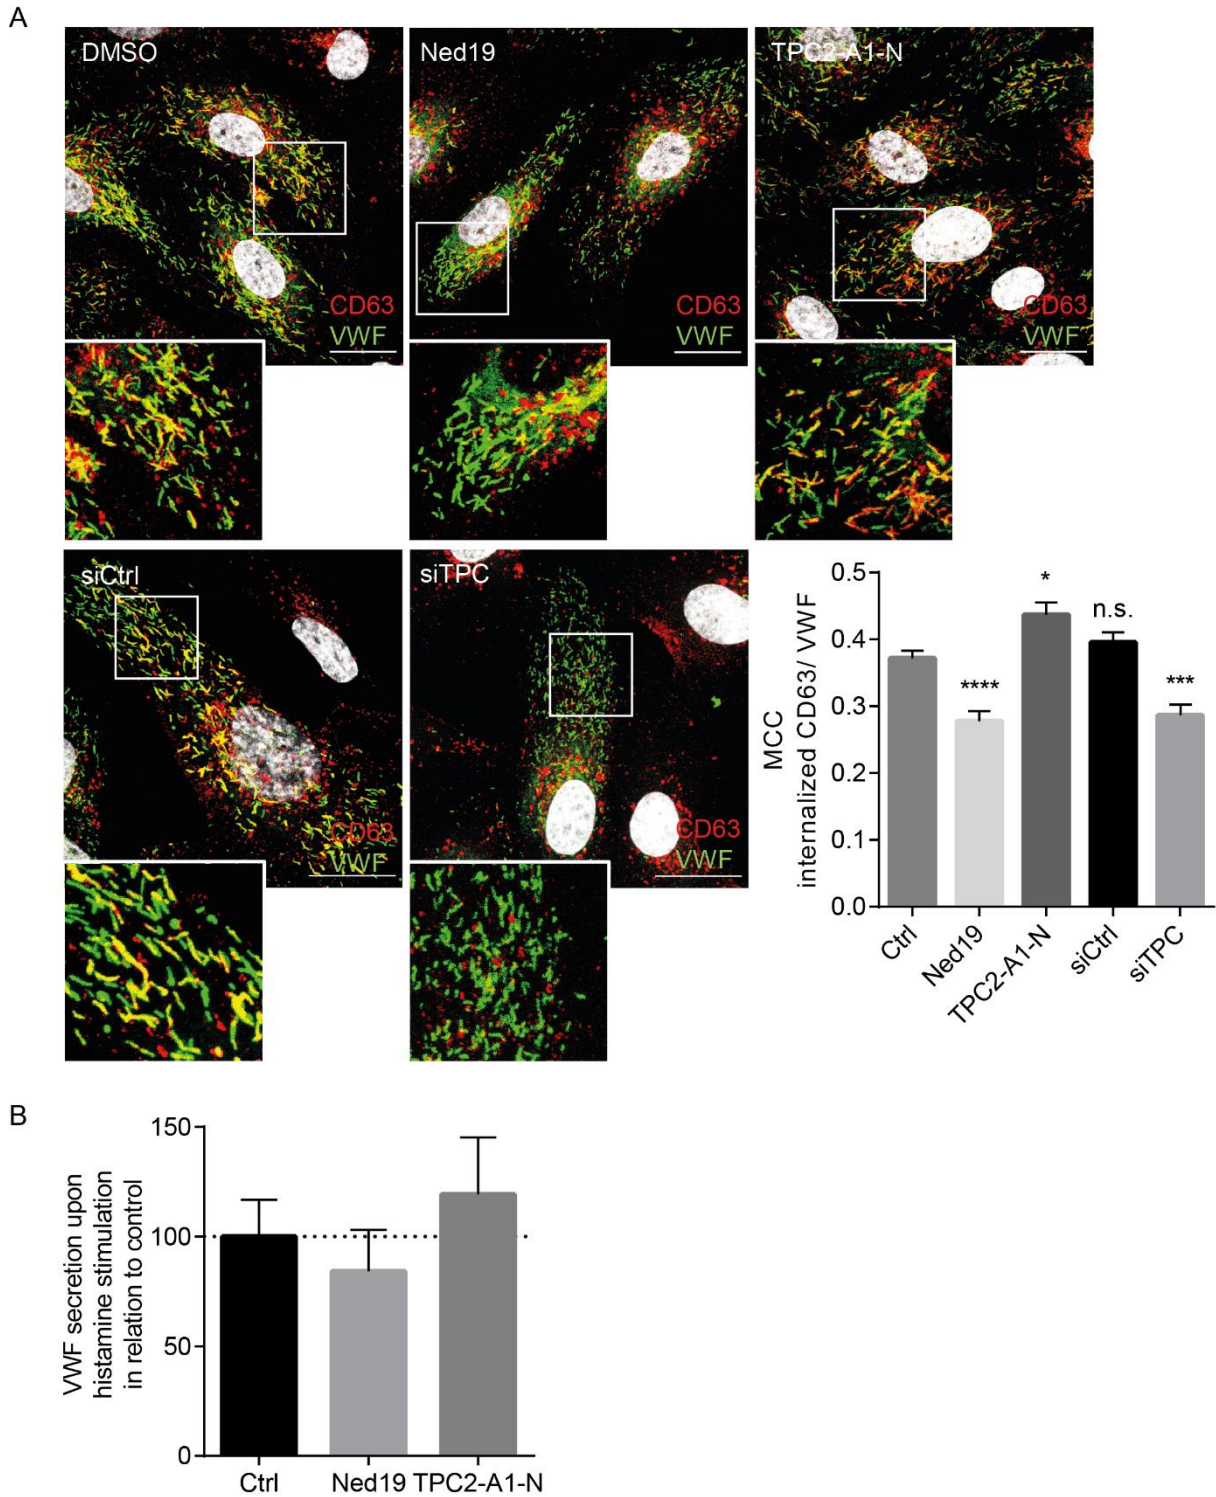 A
DMSO
CD63
VWF
Ned19
CD63
VWF
TPC2-A1-N
CD63
VWF
siCtrl
CD63
VWF
siTPC
CD63
VWF
MCC
internalized CD63/ VWF
0.5
0.4
0.3
0.2
0.1
0.0
****
*
n.s.
***
Ctrl
Ned19
TPC2-A1-N
siCtrl
siTPC
B
VWF secretion upon
histamine stimulation
in relation to control
150
100
50
0
Ctrl
Ned19
TPC2-A1-N